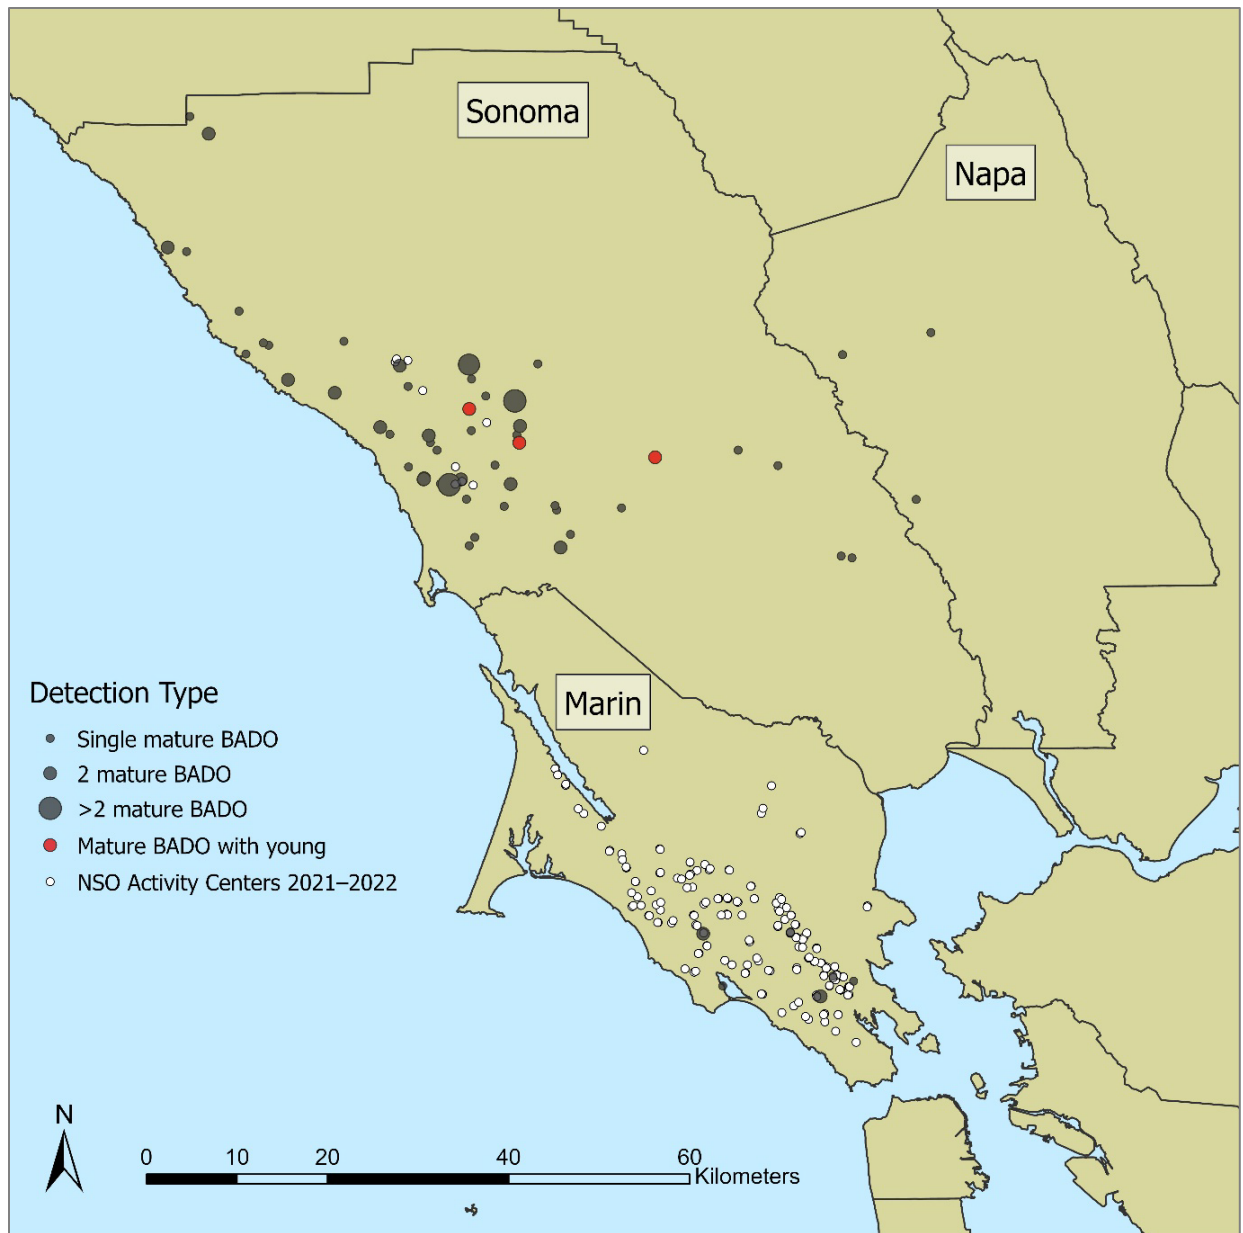 Sonoma
Napa
Marin
Detection Type
Single mature BADO
2 mature BADO
>2 mature BADO
Mature BADO with young
NSO Activity Centers 2021–2022
N
0 10 20 40 60
Kilometers